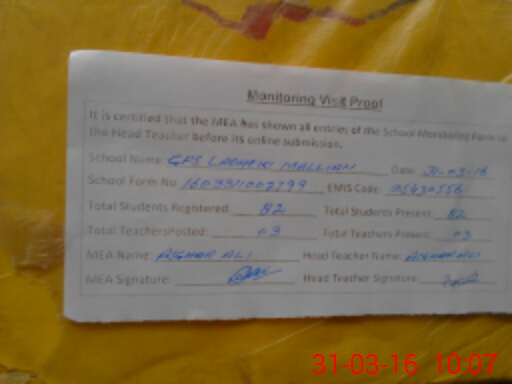 Monitoring Visit Proof
It is certified that the MEA has shown all entries of the School Monitoring Form to
the Head Teacher before its online submission.
School Name: GPS LADHAKI MALLIAN Date: 31-03-16
School Form No: EMIS Code:
Total Students Registered: 82 Total Students Present: 82
Total Teachers Posted: 03 Total Teachers Present: 03
MEA Name: ASGHAR ALI Head Teacher Name: ASGHAR ALI
MEA Signature: Head Teacher Signature:
31-03-16 10:07